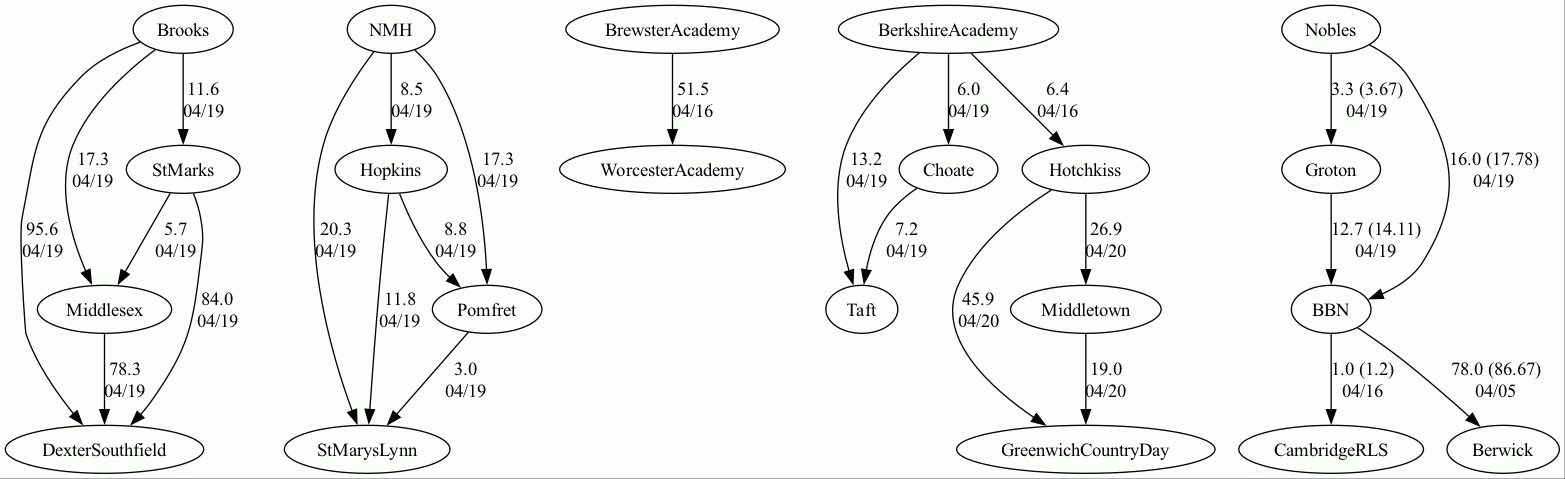 Brooks
NMH
BrewsterAcademy
BerkshireAcademy
Nobles
11.6
04/19
8.5
04/19
51.5
04/16
6.0
04/19
6.4
04/16
3.3 (3.67)
04/19
17.3
04/19
StMarks
Hopkins
17.3
04/19
WorcesterAcademy
13.2
04/19
Choate
Hotchkiss
Groton
16.0 (17.78)
04/19
95.6
04/19
5.7
04/19
20.3
04/19
8.8
04/19
7.2
04/19
26.9
04/20
12.7 (14.11)
04/19
Middlesex
84.0
04/19
11.8
04/19
Pomfret
Taft
45.9
04/20
Middletown
BBN
78.3
04/19
3.0
04/19
19.0
04/20
1.0 (1.2)
04/16
78.0 (86.67)
04/05
DexterSouthfield
StMarysLynn
GreenwichCountryDay
CambridgeRLS
Berwick